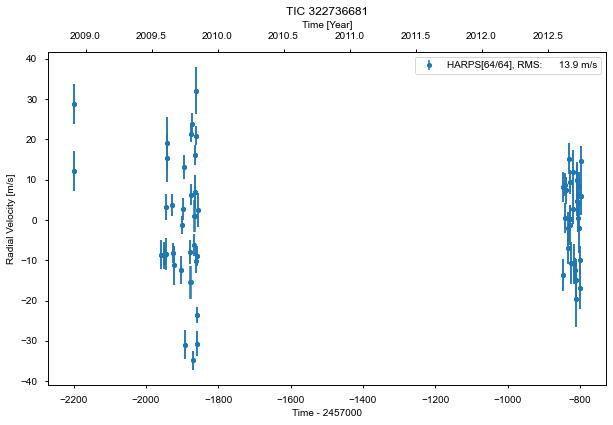 TIC 322736681
Time [Year]
2009.0 2009.5 2010.0 2010.5 2011.0 2011.5 2012.0 2012.5
HARPS[64/64], RMS: 13.9 m/s
40
30
20
10
0
−10
−20
−30
−40
Radial Velocity [m/s]
−2200 −2000 −1800 −1600 −1400 −1200 −1000 −800
Time - 2457000